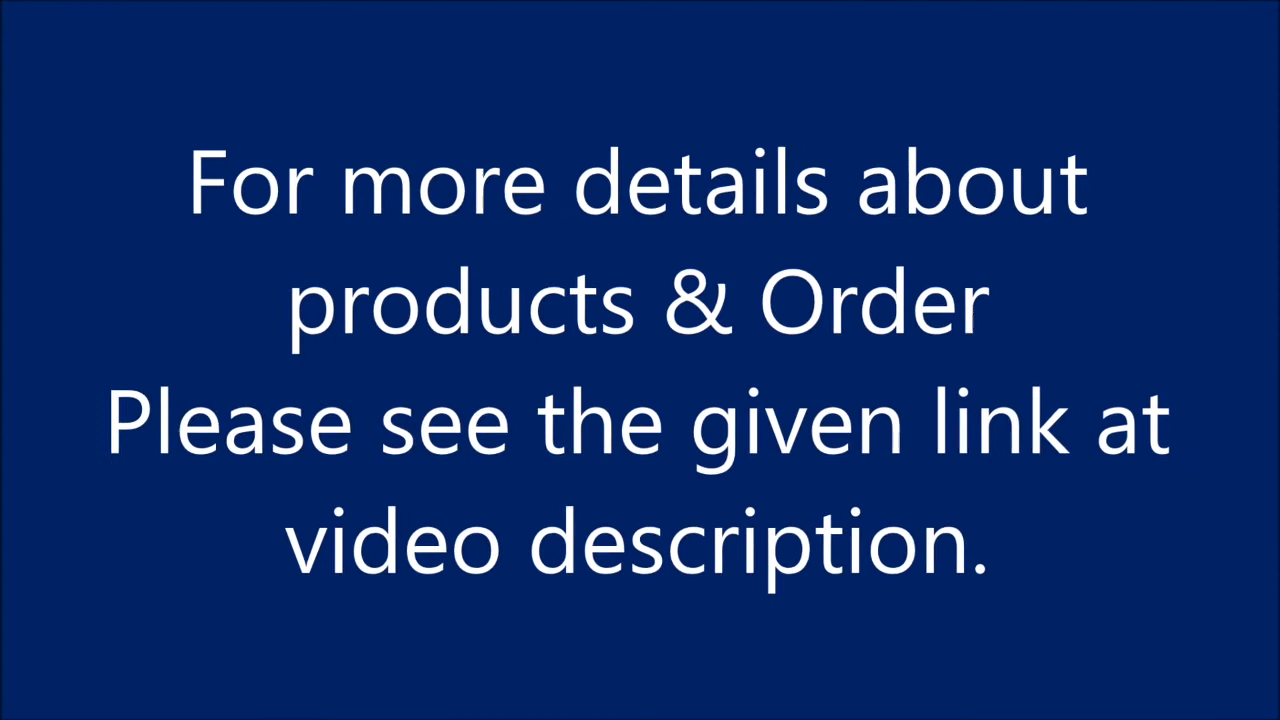 For more details about
products & Order
Please see the given link at
video description.